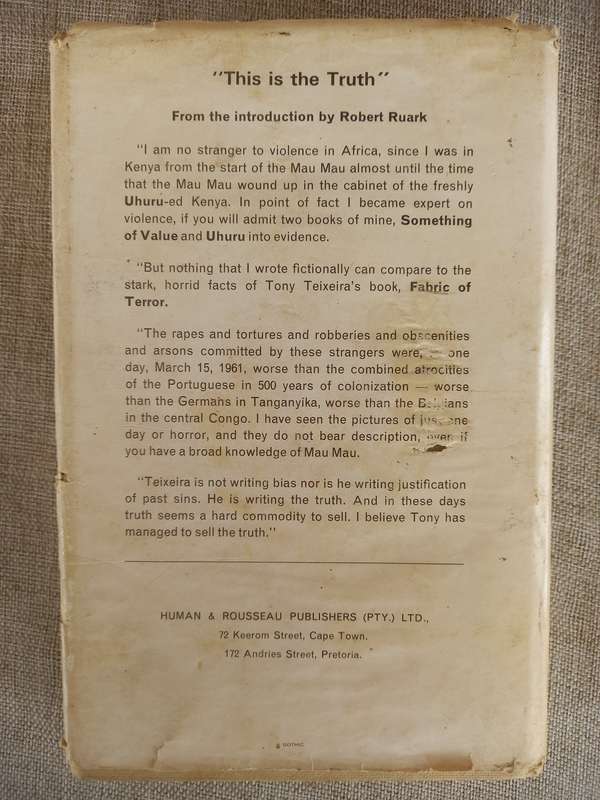 "This is the Truth"
From the introduction by Robert Ruark
"I am no stranger to violence in Africa, since I was in
Kenya from the start of the Mau Mau almost until the time
that the Mau Mau wound up in the cabinet of the freshly
Uhuru-ed Kenya. In point of fact I became expert on
violence, if you will admit two books of mine, Something
of Value and Uhuru into evidence.
"But nothing that I wrote fictionally can compare to the
stark, horrid facts of Tony Teixeira's book, Fabric of
Terror.
"The rapes and tortures and robberies and obscenities
and arsons committed by these strangers were, one
day, March 15, 1961, worse than the combined atrocities
of the Portuguese in 500 years of colonization — worse
than the Germans in Tanganyika, worse than the
in the central Congo. I have seen the pictures of just one
day or horror, and they do not bear description, even if
you have a broad knowledge of Mau Mau.
"Teixeira is not writing bias nor is he writing justification
of past sins. He is writing the truth. And in these days
truth seems a hard commodity to sell. I believe Tony has
managed to sell the truth."
HUMAN & ROUSSEAU PUBLISHERS (PTY.) LTD.,
72 Keerom Street, Cape Town.
172 Andries Street, Pretoria.
GOTHIC